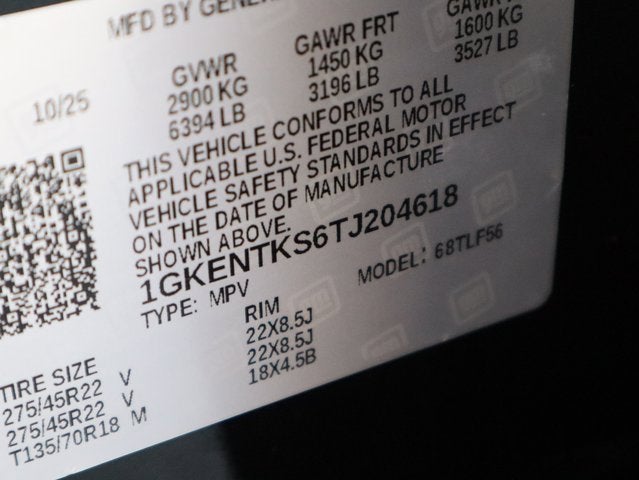 MFD BY GENER
10/25
GVWR
2900 KG
6394 LB
GAWR FRT
1450 KG
3196 LB
GAWR
1600 KG
3527 LB
THIS VEHICLE CONFORMS TO ALL
APPLICABLE U.S. FEDERAL MOTOR
VEHICLE SAFETY STANDARDS IN EFFECT
ON THE DATE OF MANUFACTURE
SHOWN ABOVE.
1GKENTKS6TJ204618
TYPE: MPV MODEL: 68TLF56
TIRE SIZE RIM
275/45R22 V 22X8.5J
275/45R22 V 22X8.5J
T135/70R18 M 18X4.5B